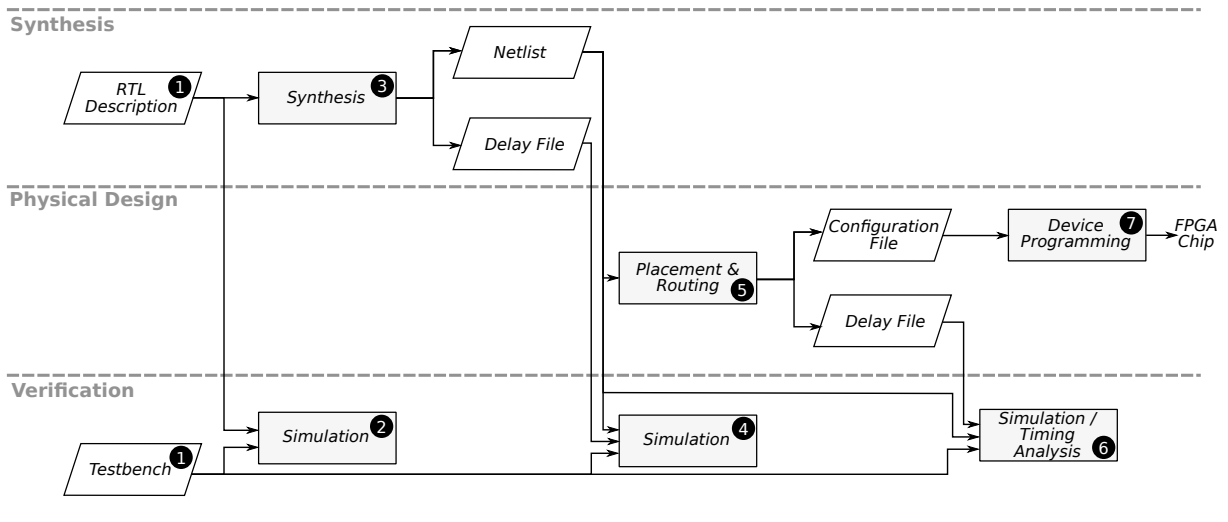 Synthesis
RTL
Description
1
Synthesis
3
Netlist
Delay File
Physical Design
Placement &
Routing
5
Configuration
File
Delay File
Device
Programming
7
FPGA
Chip
Verification
Simulation
2
Testbench
1
Simulation
4
Simulation /
Timing
Analysis
6